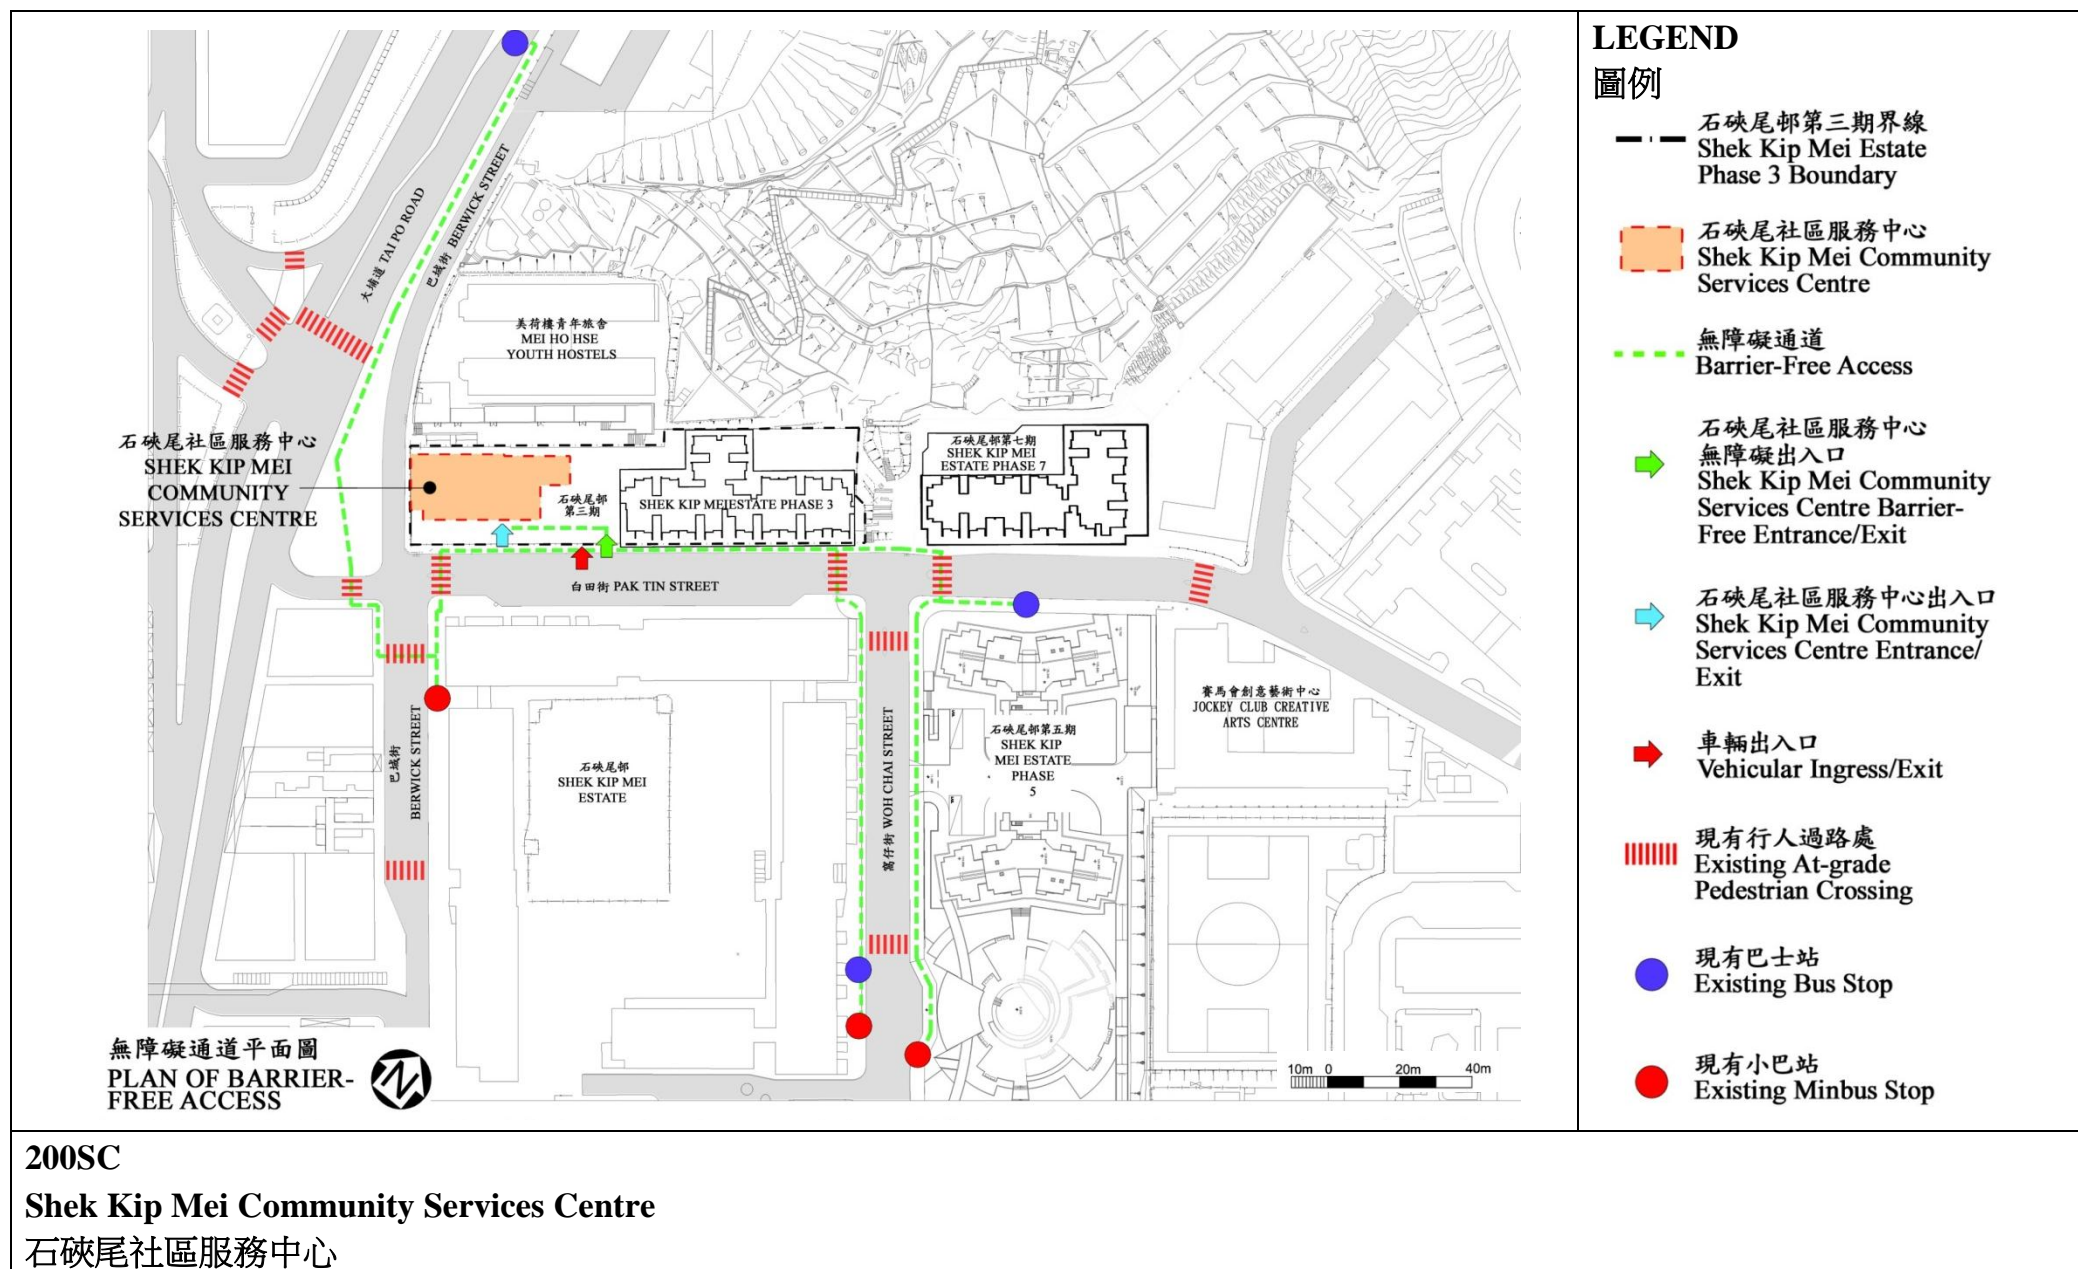 大埔道 TAI PO ROAD
巴域街 BERWICK STREET
美荷樓青年旅舍
MEI HO HSE
YOUTH HOSTELS
石硤尾社區服務中心
SHEK KIP MEI
COMMUNITY
SERVICES CENTRE
石硤尾邨
第三期
SHEK KIP MEI ESTATE PHASE 3
石硤尾邨第七期
SHEK KIP MEI
ESTATE PHASE 7
白田街 PAK TIN STREET
巴域街
BERWICK STREET
石硤尾邨
SHEK KIP MEI
ESTATE
窩仔街 WOH CHAI STREET
石硤尾邨第五期
SHEK KIP
MEI ESTATE
PHASE
5
賽馬會創意藝術中心
JOCKEY CLUB CREATIVE
ARTS CENTRE
無障礙通道平面圖
PLAN OF BARRIER-
FREE ACCESS
10m 0 20m 40m
LEGEND
圖例
石硤尾邨第三期界線
Shek Kip Mei Estate
Phase 3 Boundary
石硤尾社區服務中心
Shek Kip Mei Community
Services Centre
無障礙通道
Barrier-Free Access
石硤尾社區服務中心
無障礙出入口
Shek Kip Mei Community
Services Centre Barrier-
Free Entrance/Exit
石硤尾社區服務中心出入口
Shek Kip Mei Community
Services Centre Entrance/
Exit
車輛出入口
Vehicular Ingress/Exit
現有行人過路處
Existing At-grade
Pedestrian Crossing
現有巴士站
Existing Bus Stop
現有小巴站
Existing Minbus Stop
200SC
Shek Kip Mei Community Services Centre
石硤尾社區服務中心